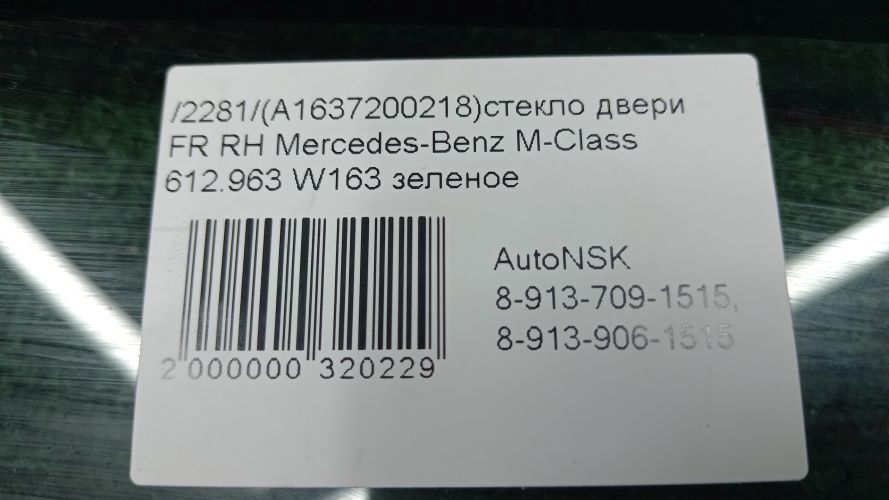 /2281/(A1637200218)стекло двери
FR RH Mercedes-Benz M-Class
612.963 W163 зеленое
AutoNSK
8-913-709-1515,
8-913-906-1515
2 000000 320229